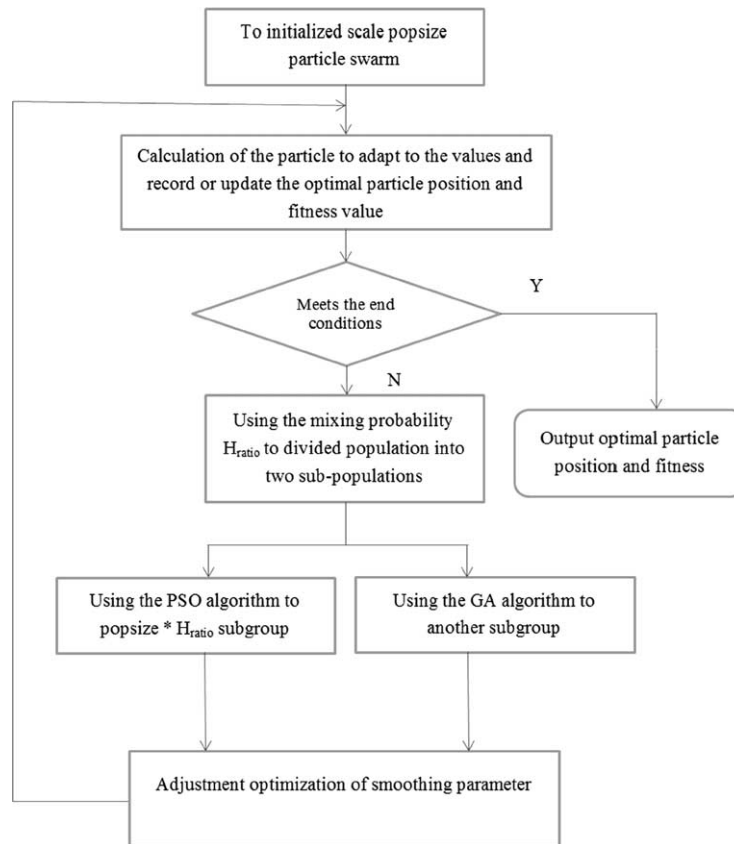 To initialized scale popsize
particle swarm
Calculation of the particle to adapt to the values and
record or update the optimal particle position and
fitness value
Meets the end
conditions
Y
N
Using the mixing probability
H_ratio to divided population into
two sub-populations
Output optimal particle
position and fitness
Using the PSO algorithm to
popsize * H_ratio subgroup
Using the GA algorithm to
another subgroup
Adjustment optimization of smoothing parameter